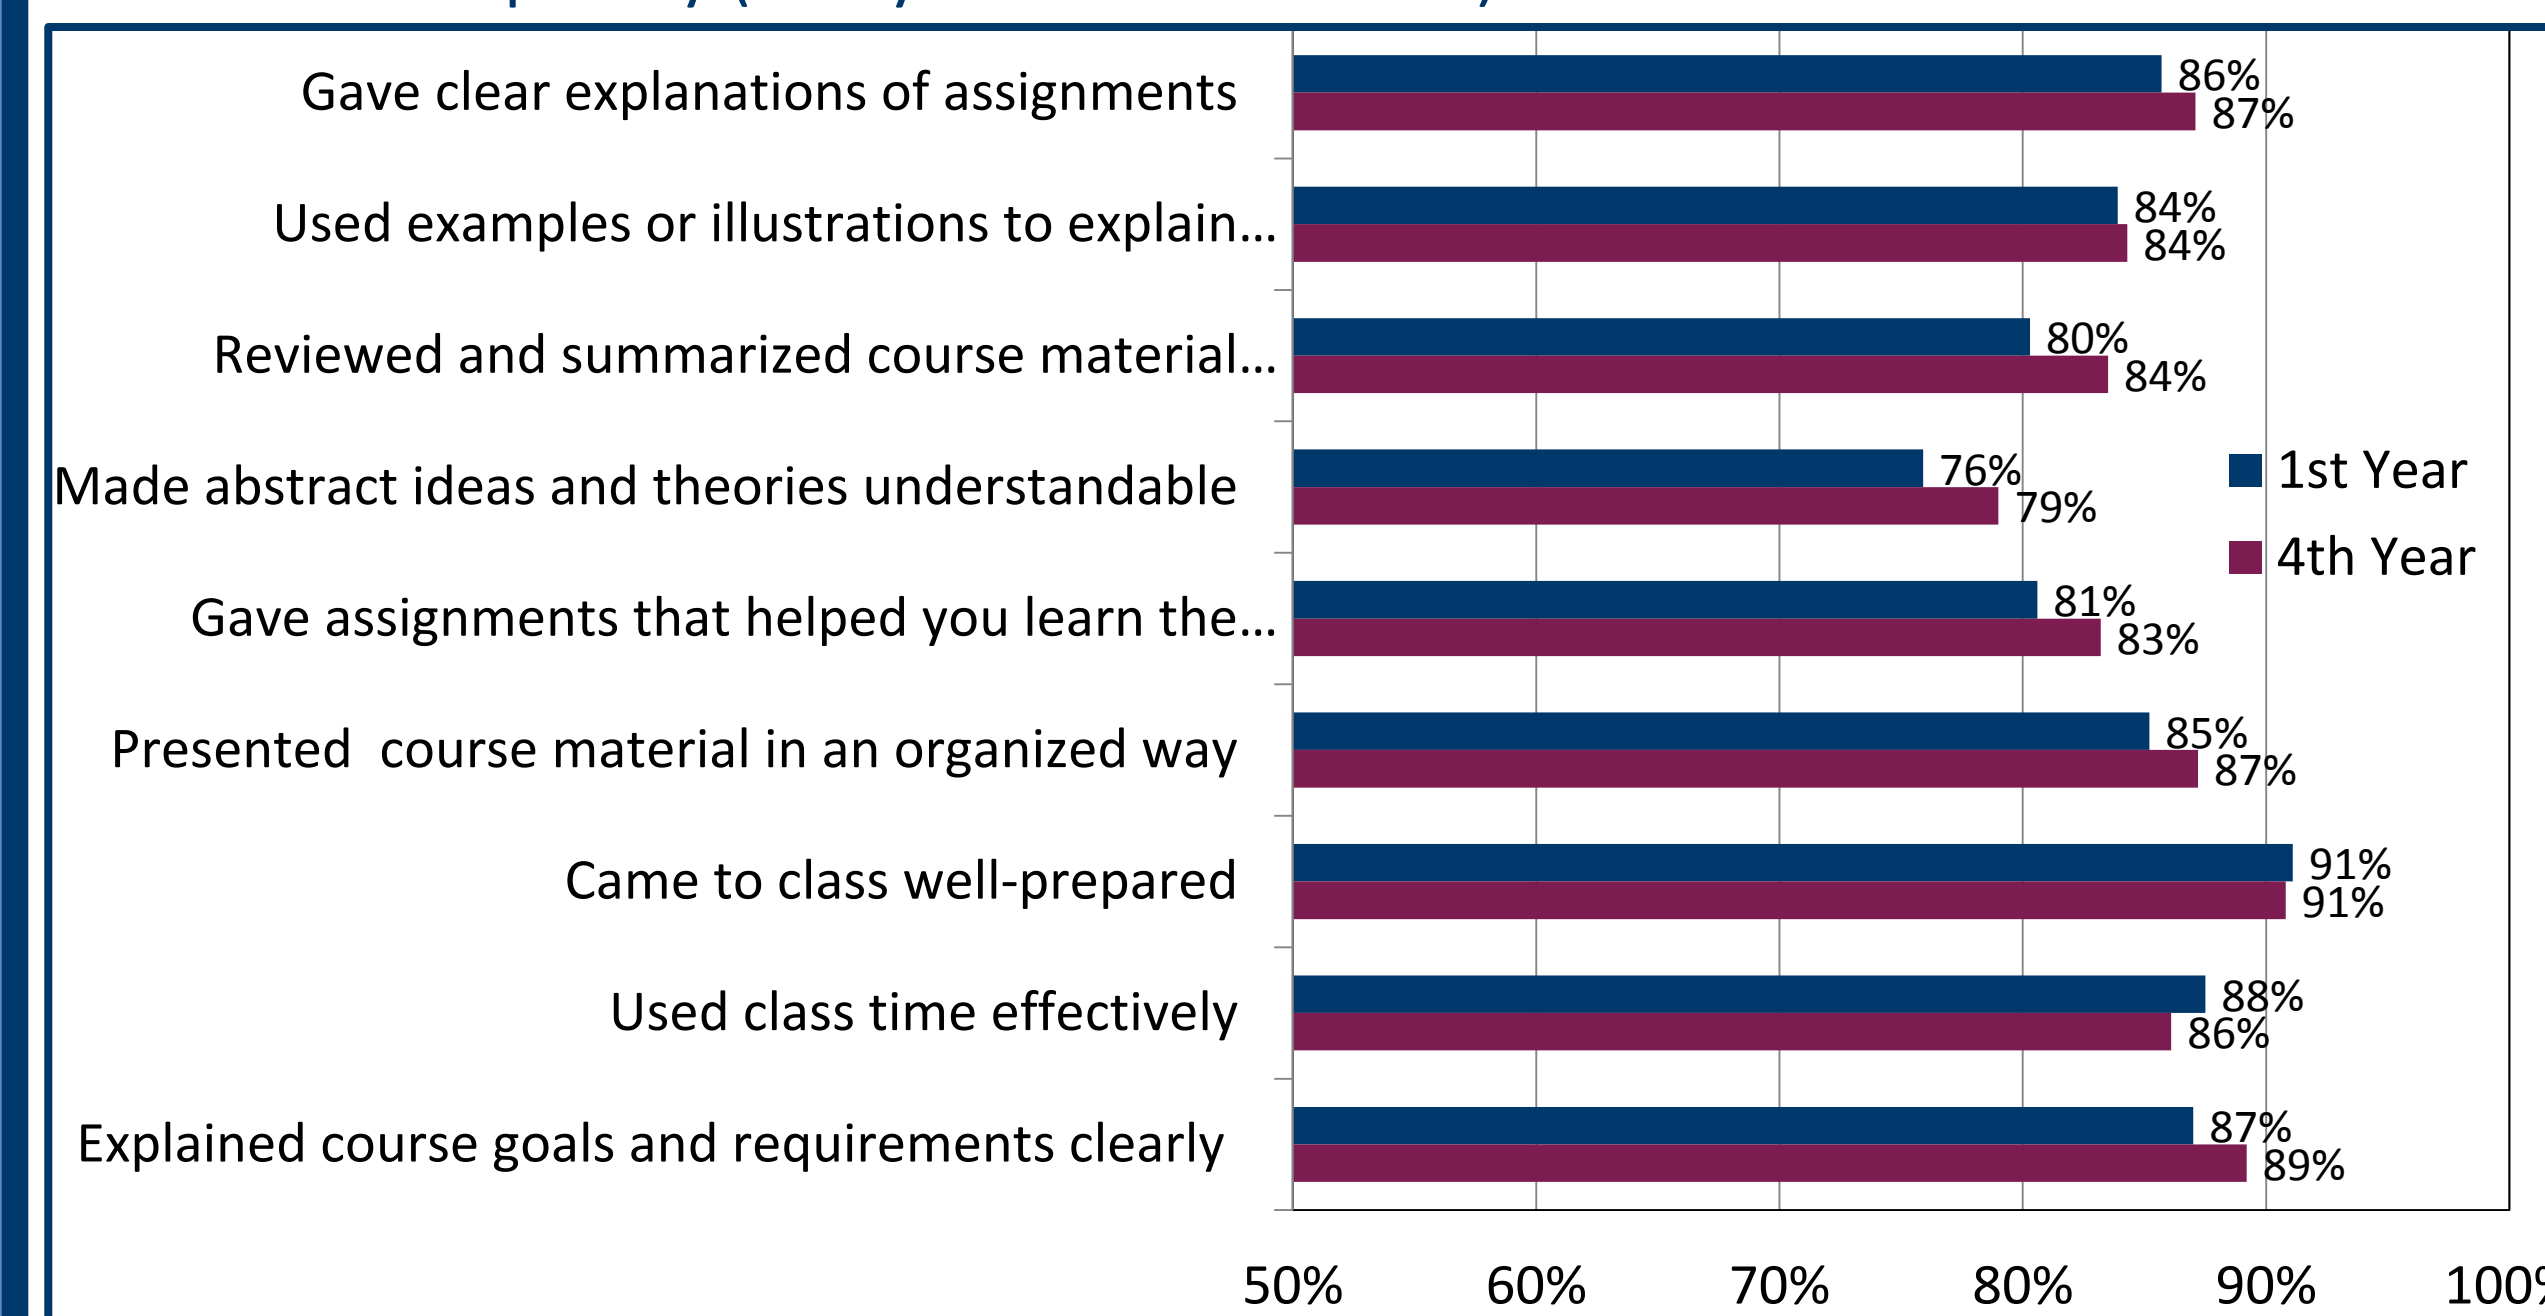 Gave clear explanations of assignments
86%
87%
Used examples or illustrations to explain…
84%
84%
Reviewed and summarized course material…
80%
84%
Made abstract ideas and theories understandable
76%
79%
1st Year
4th Year
Gave assignments that helped you learn the…
81%
83%
Presented  course material in an organized way
85%
87%
Came to class well-prepared
91%
91%
Used class time effectively
88%
86%
Explained course goals and requirements clearly
87%
89%
50% 60% 70% 80% 90% 100%